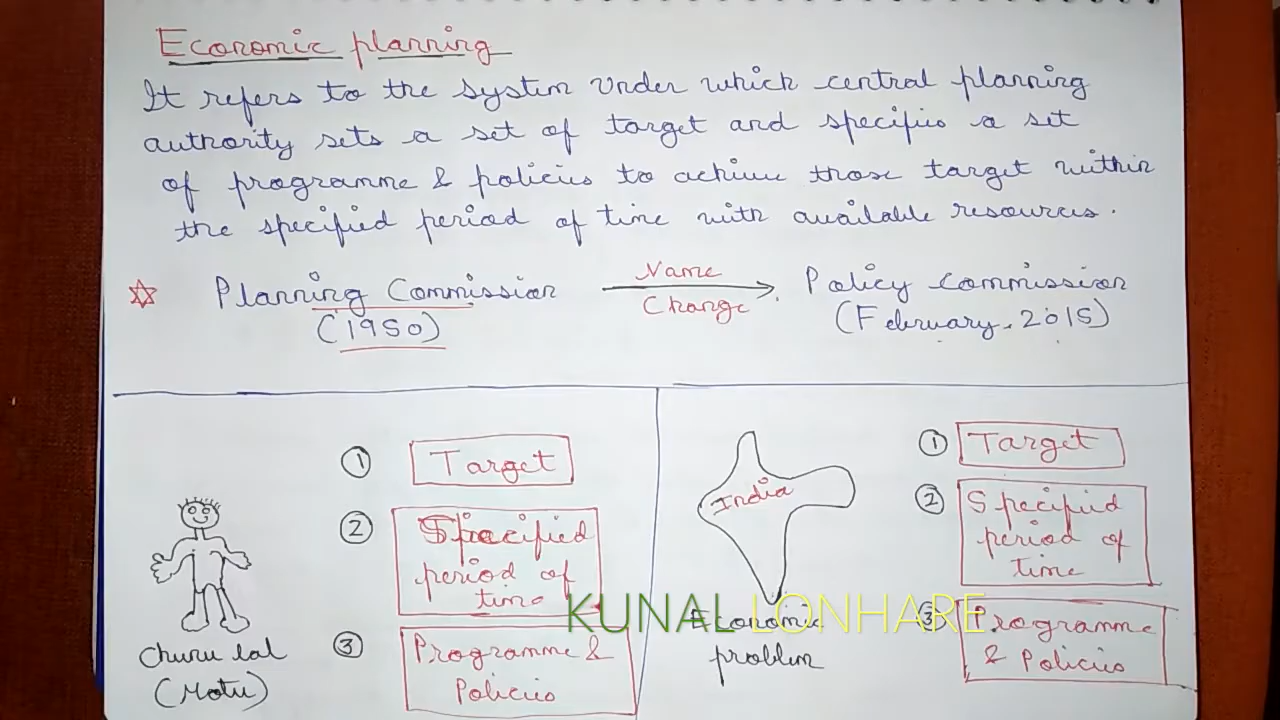 Economic planning
It refers to the system under which central planning
authority sets a set of target and specifies a set
of programme & policies to achieve those target within
the specified period of time with available resources.
Planning Commission
(1950)
Name
Change
Policy Commission
(February, 2015)
① Target
② Specified
period of
time
③ Programme &
Policies
Churu lal
(Motu)
India
Economic
problem
① Target
② Specified
period of
time
③ Programme
& Policies
KUNAL LONHARE